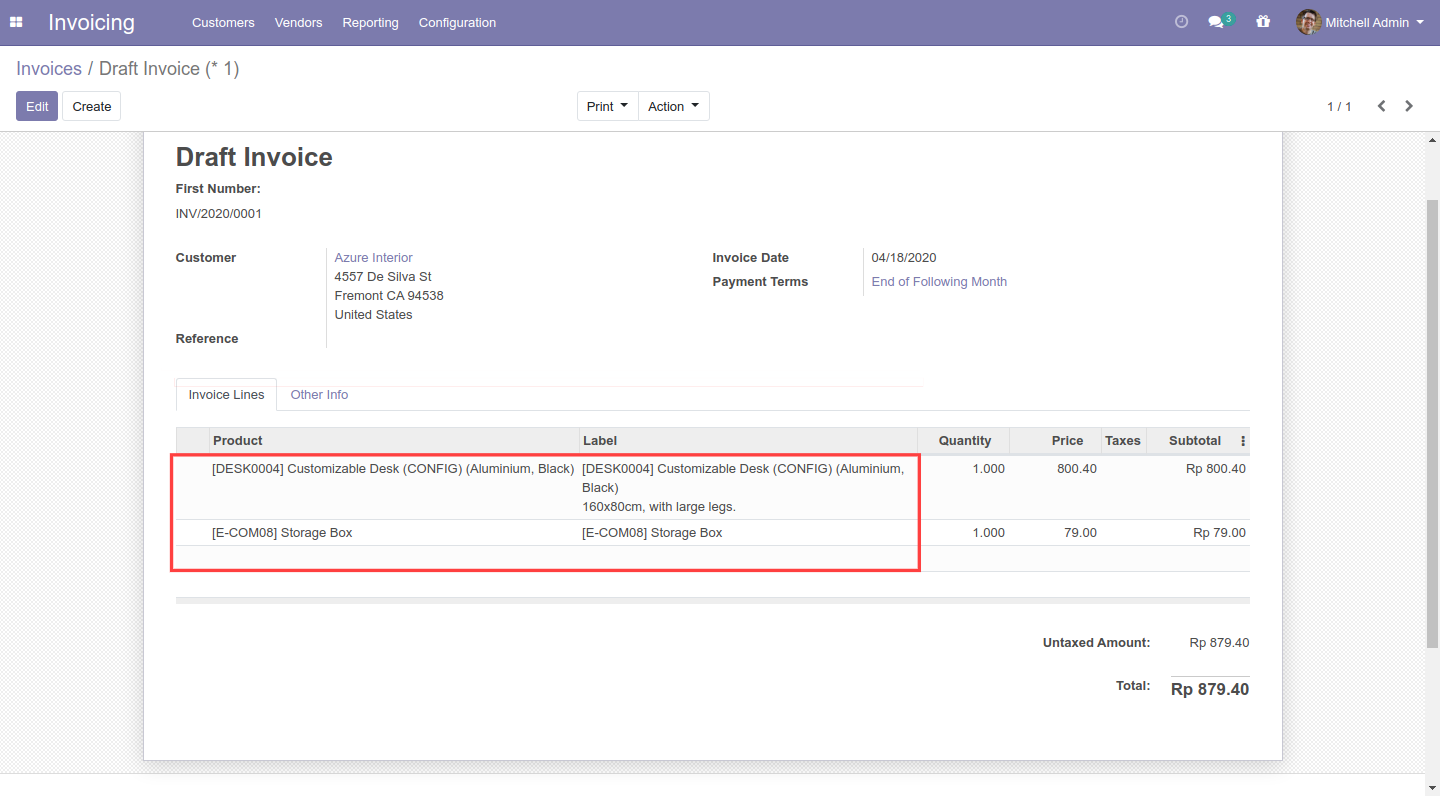 Invoicing Customers Vendors Reporting Configuration 3 Mitchell Admin
Invoices / Draft Invoice (* 1)
Edit Create Print Action 1 / 1
Draft Invoice
First Number:
INV/2020/0001
Customer Azure Interior Invoice Date 04/18/2020
4557 De Silva St Payment Terms End of Following Month
Fremont CA 94538
United States
Reference
Invoice Lines Other Info
Product Label Quantity Price Taxes Subtotal
[DESK0004] Customizable Desk (CONFIG) (Aluminium, Black) [DESK0004] Customizable Desk (CONFIG) (Aluminium, 1.000 800.40 Rp 800.40
Black)
160x80cm, with large legs.
[E-COM08] Storage Box [E-COM08] Storage Box 1.000 79.00 Rp 79.00
Untaxed Amount: Rp 879.40
Total: Rp 879.40